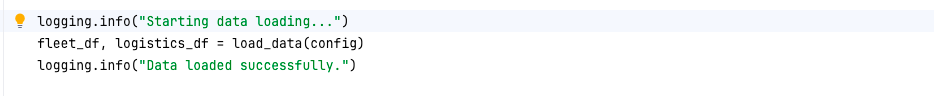 logging.info("Starting data loading...")
fleet_df, logistics_df = load_data(config)
logging.info("Data loaded successfully.")